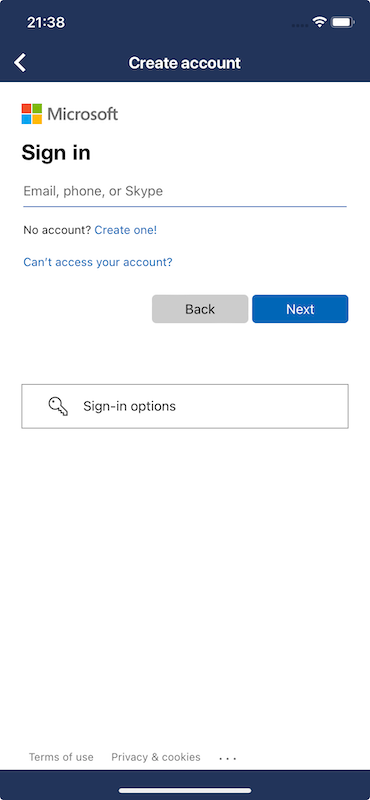 21:38
Create account
Microsoft
Sign in
Email, phone, or Skype
No account? Create one!
Can't access your account?
Back Next
Sign-in options
Terms of use Privacy & cookies ...